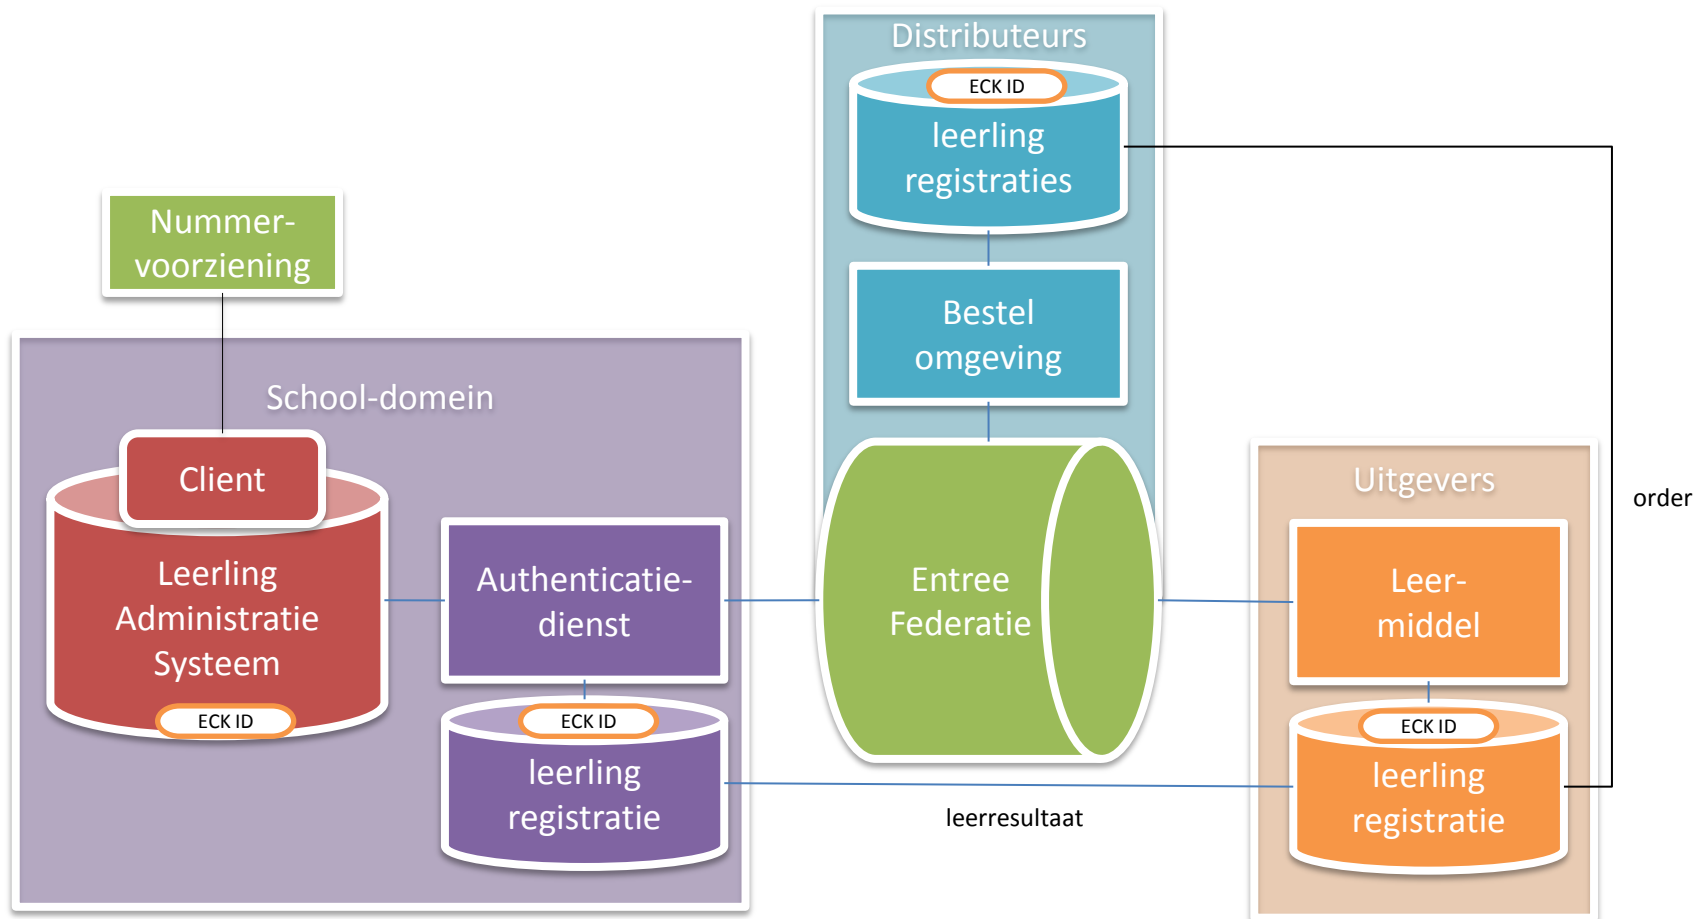 Distributeurs
ECK ID
leerling
registraties
Nummer-
voorziening
Bestel
omgeving
School-domein
Client
Leerling
Administratie
Systeem
ECK ID
Authenticatie-
dienst
ECK ID
leerling
registratie
Entree
Federatie
Uitgevers
Leer-
middel
ECK ID
leerling
registratie
order
leerresultaat